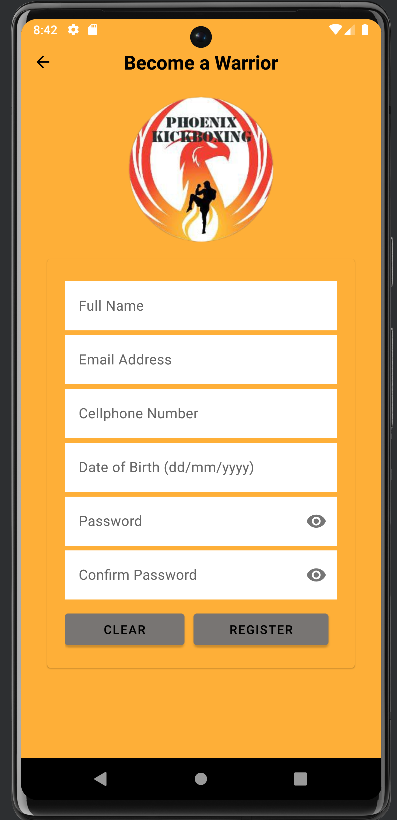 8:42
Become a Warrior
PHOENIX
KICKBOXING
Full Name
Email Address
Cellphone Number
Date of Birth (dd/mm/yyyy)
Password
Confirm Password
CLEAR
REGISTER